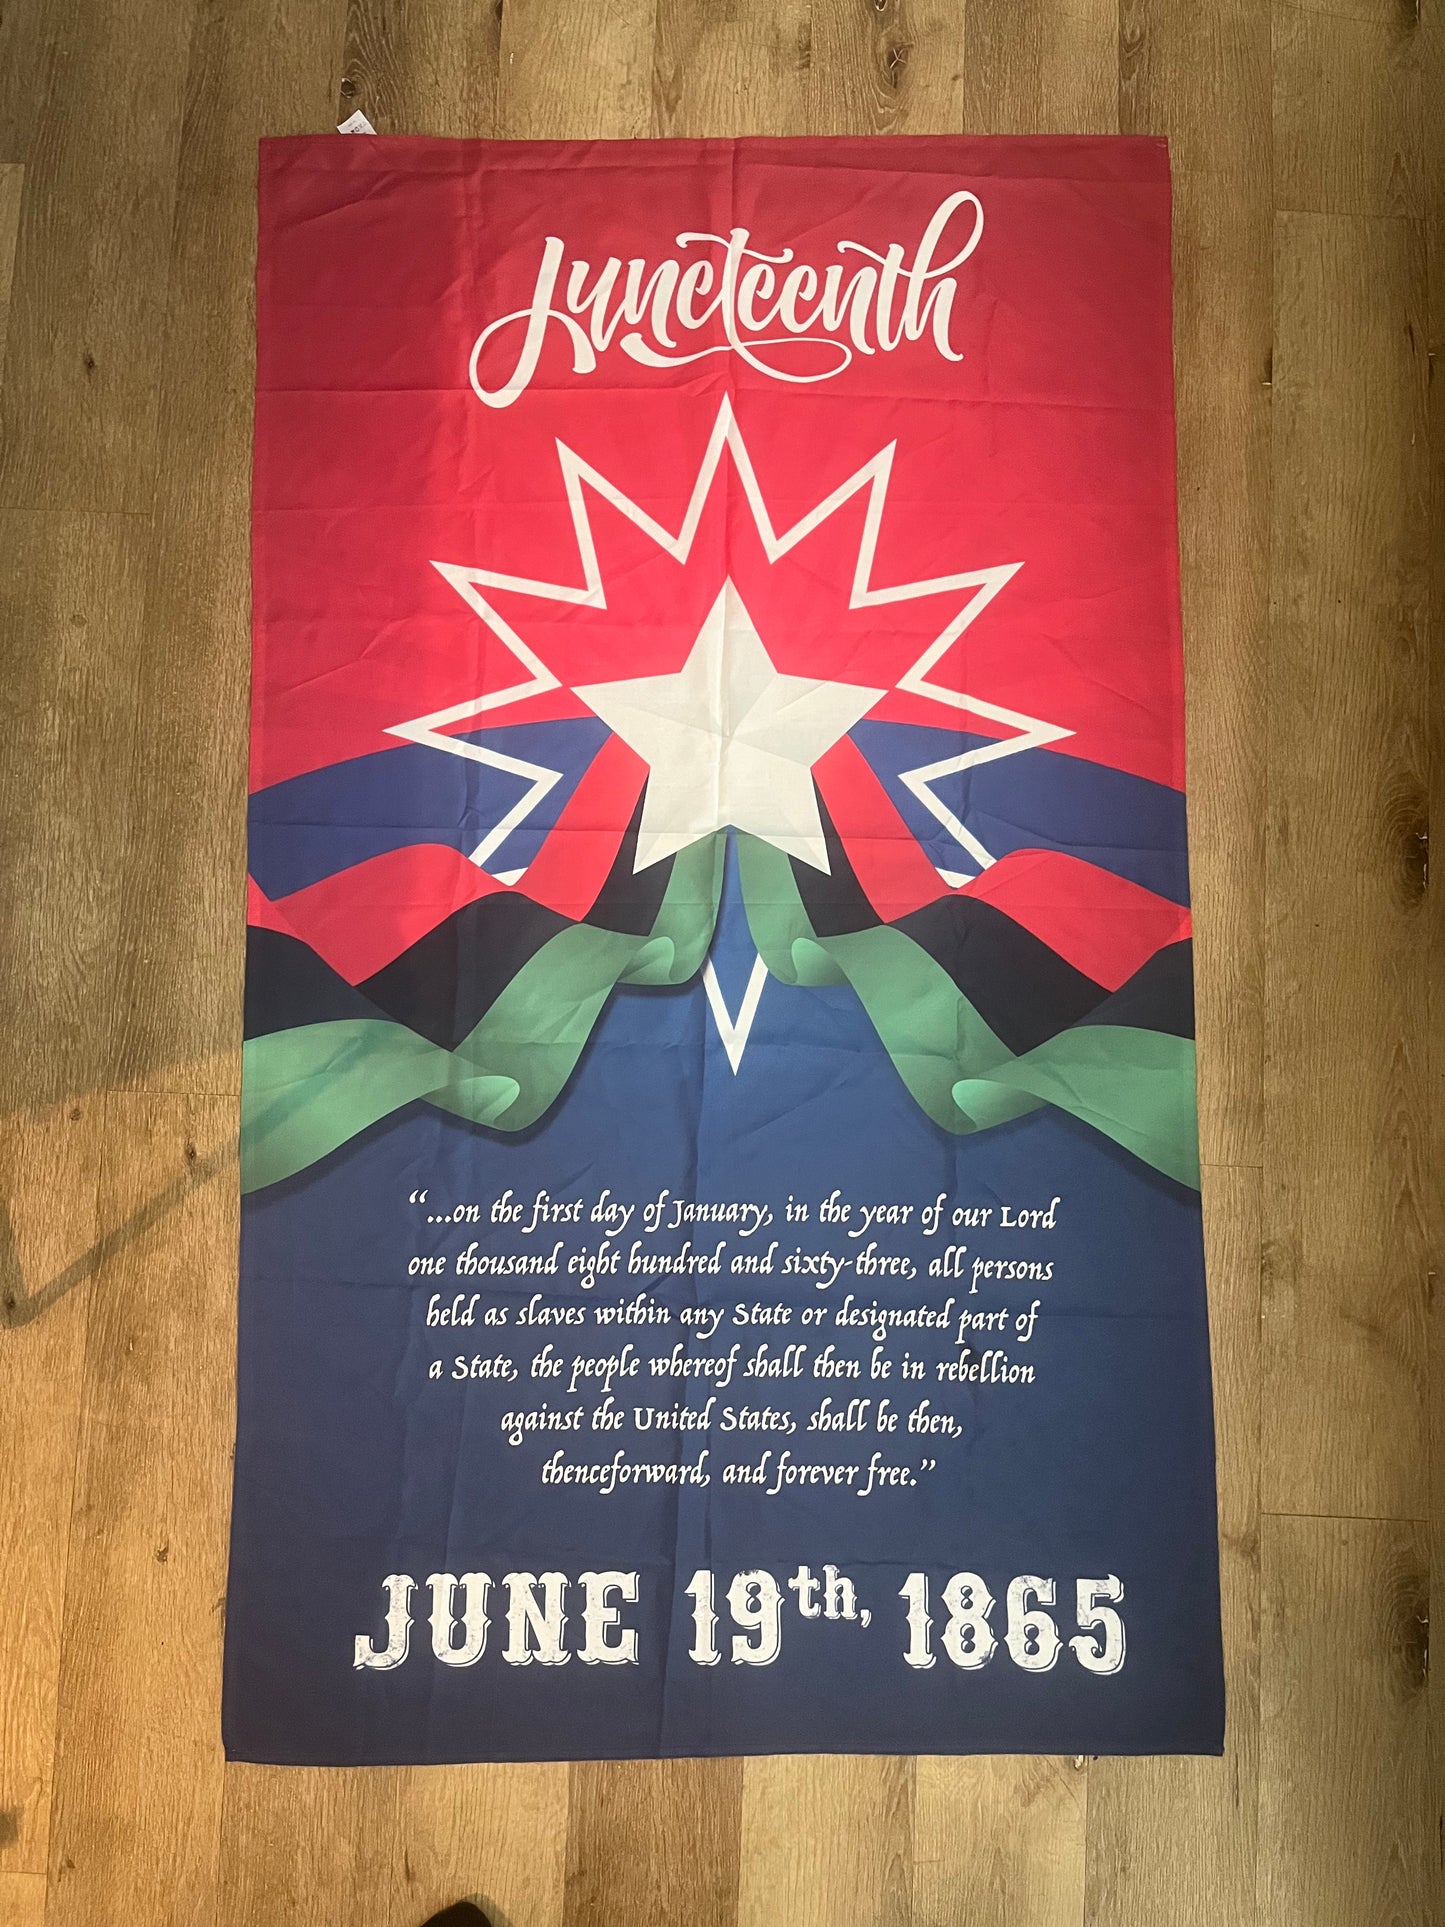 Juneteenth
“...on the first day of January, in the year of our Lord
one thousand eight hundred and sixty-three, all persons
held as slaves within any State or designated part of
a State, the people whereof shall then be in rebellion
against the United States, shall be then,
thenceforward, and forever free.”
JUNE 19th, 1865